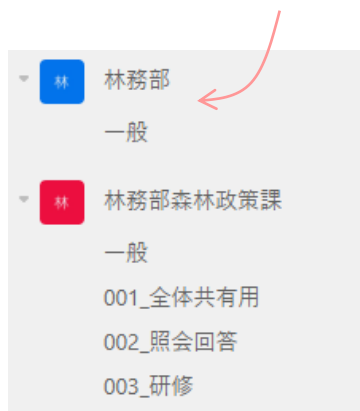 林 林務部
一般
林 林務部森林政策課
一般
001_全体共有用
002_照会回答
003_研修